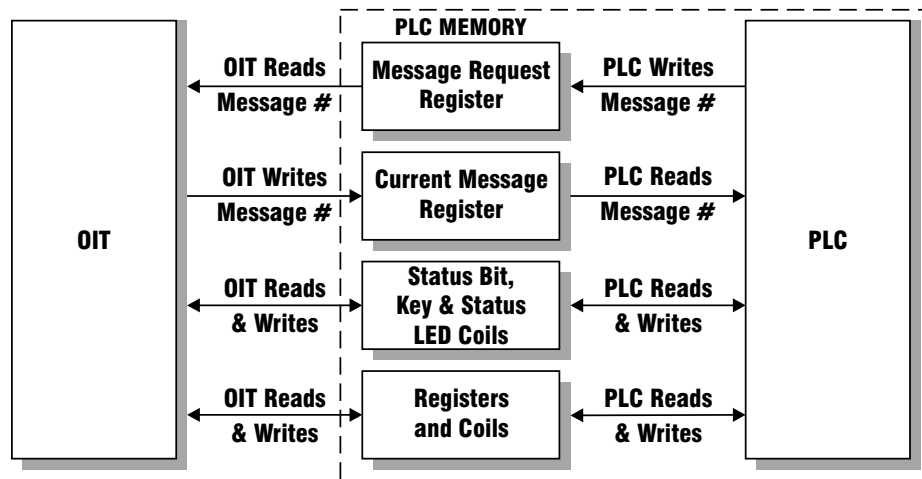 PLC MEMORY
OIT
OIT Reads
Message #
Message Request
Register
PLC Writes
Message #
OIT Writes
Message #
Current Message
Register
PLC Reads
Message #
OIT Reads
& Writes
Status Bit,
Key & Status
LED Coils
PLC Reads
& Writes
OIT Reads
& Writes
Registers
and Coils
PLC Reads
& Writes
PLC